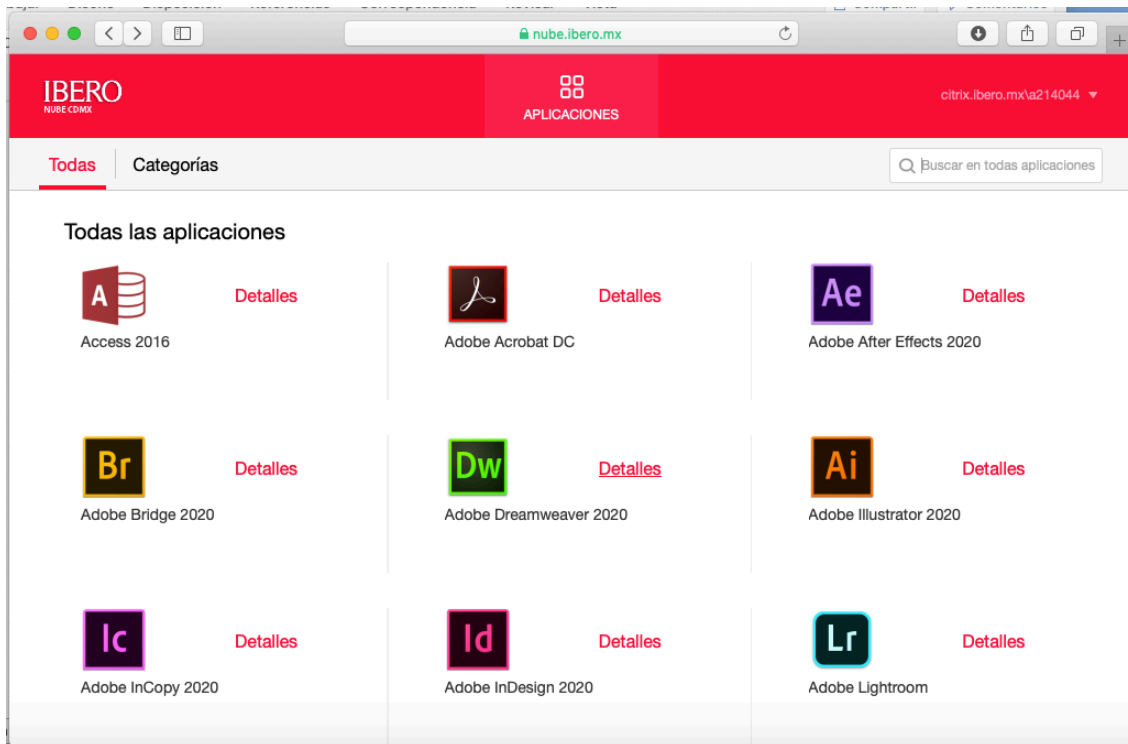 nube.ibero.mx
IBERO
NUBE CDMX
APLICACIONES
citrix.ibero.mx\a214044
Todas
Categorías
Buscar en todas aplicaciones
Todas las aplicaciones
A
Detalles
Detalles
Ae
Detalles
Access 2016
Adobe Acrobat DC
Adobe After Effects 2020
Br
Detalles
Dw
Detalles
Ai
Detalles
Adobe Bridge 2020
Adobe Dreamweaver 2020
Adobe Illustrator 2020
Ic
Detalles
Id
Detalles
Lr
Detalles
Adobe InCopy 2020
Adobe InDesign 2020
Adobe Lightroom